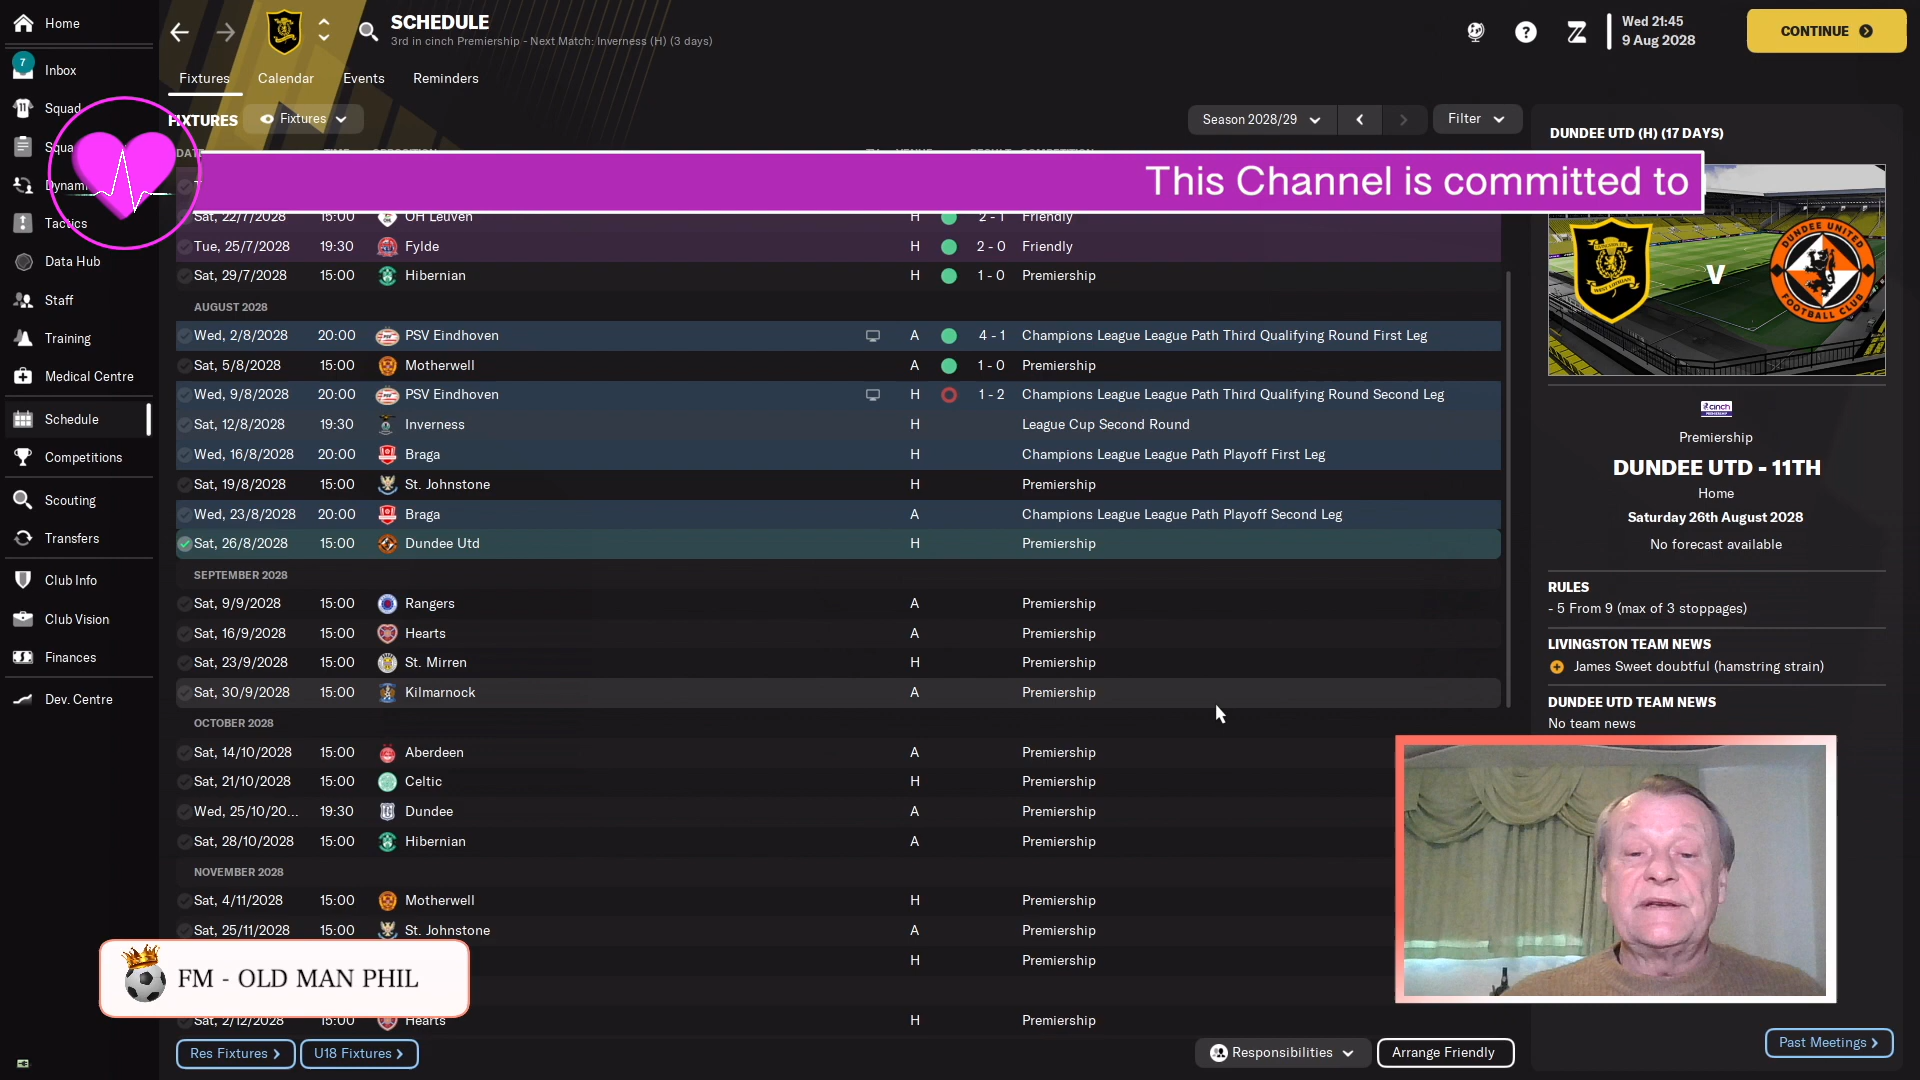 Home
Inbox
7
Squad
Squa
Dynam
Tactics
Data Hub
Staff
Training
Medical Centre
Schedule
Competitions
Scouting
Transfers
Club Info
Club Vision
Finances
Dev. Centre
SCHEDULE
3rd in cinch Premiership - Next Match: Inverness (H) (3 days)
Wed 21:45
9 Aug 2028
CONTINUE
Fixtures Calendar Events Reminders
FIXTURES Fixtures
Season 2028/29 Filter
This Channel is committed to
Sat, 22/7/2028 15:00 OH Leuven H 2 - 1 Friendly
Tue, 25/7/2028 19:30 Fylde H 2 - 0 Friendly
Sat, 29/7/2028 15:00 Hibernian H 1 - 0 Premiership
AUGUST 2028
Wed, 2/8/2028 20:00 PSV Eindhoven A 4 - 1 Champions League League Path Third Qualifying Round First Leg
Sat, 5/8/2028 15:00 Motherwell A 1 - 0 Premiership
Wed, 9/8/2028 20:00 PSV Eindhoven H 1 - 2 Champions League League Path Third Qualifying Round Second Leg
Sat, 12/8/2028 19:30 Inverness H League Cup Second Round
Wed, 16/8/2028 20:00 Braga H Champions League League Path Playoff First Leg
Sat, 19/8/2028 15:00 St. Johnstone H Premiership
Wed, 23/8/2028 20:00 Braga A Champions League League Path Playoff Second Leg
Sat, 26/8/2028 15:00 Dundee Utd H Premiership
SEPTEMBER 2028
Sat, 9/9/2028 15:00 Rangers A Premiership
Sat, 16/9/2028 15:00 Hearts A Premiership
Sat, 23/9/2028 15:00 St. Mirren H Premiership
Sat, 30/9/2028 15:00 Kilmarnock A Premiership
OCTOBER 2028
Sat, 14/10/2028 15:00 Aberdeen A Premiership
Sat, 21/10/2028 15:00 Celtic H Premiership
Wed, 25/10/20... 19:30 Dundee A Premiership
Sat, 28/10/2028 15:00 Hibernian A Premiership
NOVEMBER 2028
Sat, 4/11/2028 15:00 Motherwell H Premiership
Sat, 25/11/2028 15:00 St. Johnstone A Premiership
H Premiership
Sat, 2/12/2028 15:00 Hearts H Premiership
FM - OLD MAN PHIL
Res Fixtures
U18 Fixtures
Responsibilities
Arrange Friendly
DUNDEE UTD (H) (17 DAYS)
V
DUNDEE UNITED
FOOTBALL CLUB
cinch
Premiership
DUNDEE UTD - 11TH
Home
Saturday 26th August 2028
No forecast available
RULES
- 5 From 9 (max of 3 stoppages)
LIVINGSTON TEAM NEWS
James Sweet doubtful (hamstring strain)
DUNDEE UTD TEAM NEWS
No team news
Past Meetings